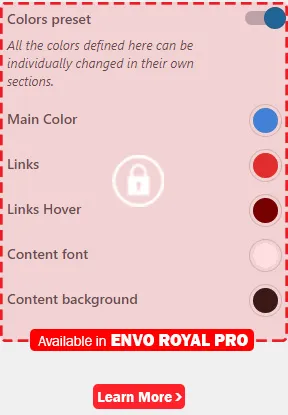 Colors preset
All the colors defined here can be
individually changed in their own
sections.
Main Color
Links
Links Hover
Content font
Content background
Available in ENVO ROYAL PRO
Learn More >